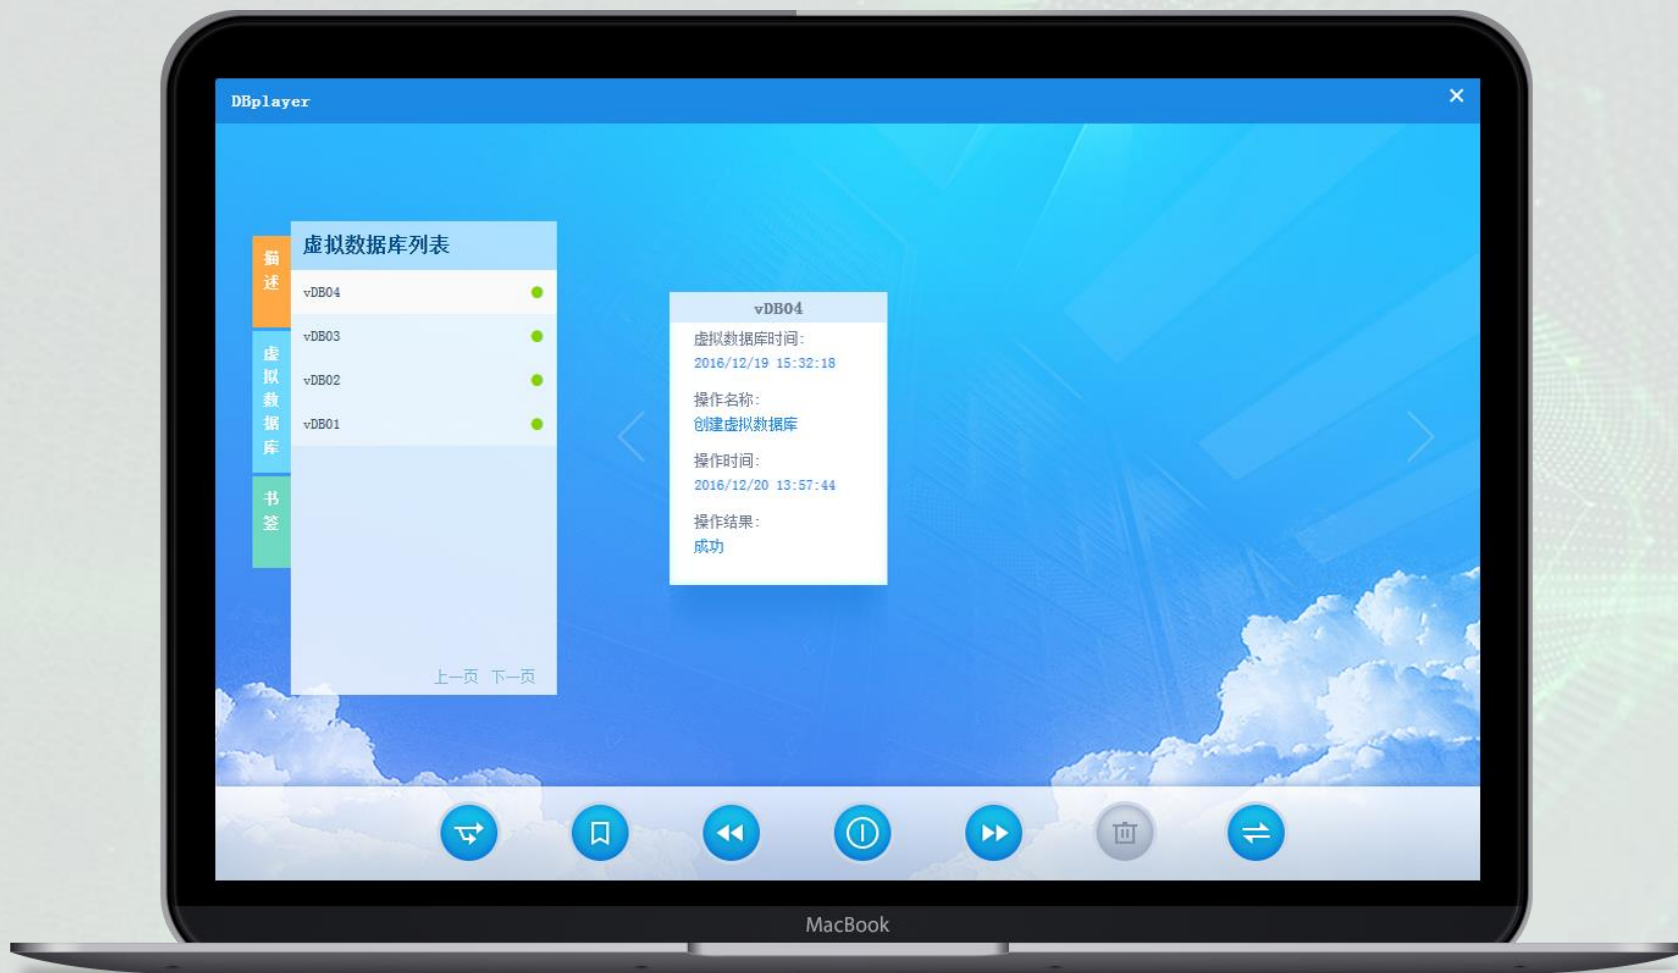 DBplayer
描述
虚拟数据库
书签
虚拟数据库列表
vDB04
vDB03
vDB02
vDB01
上一页 下一页
vDB04
虚拟数据库时间:
2016/12/19 15:32:18
操作名称:
创建虚拟数据库
操作时间:
2016/12/20 13:57:44
操作结果:
成功
MacBook